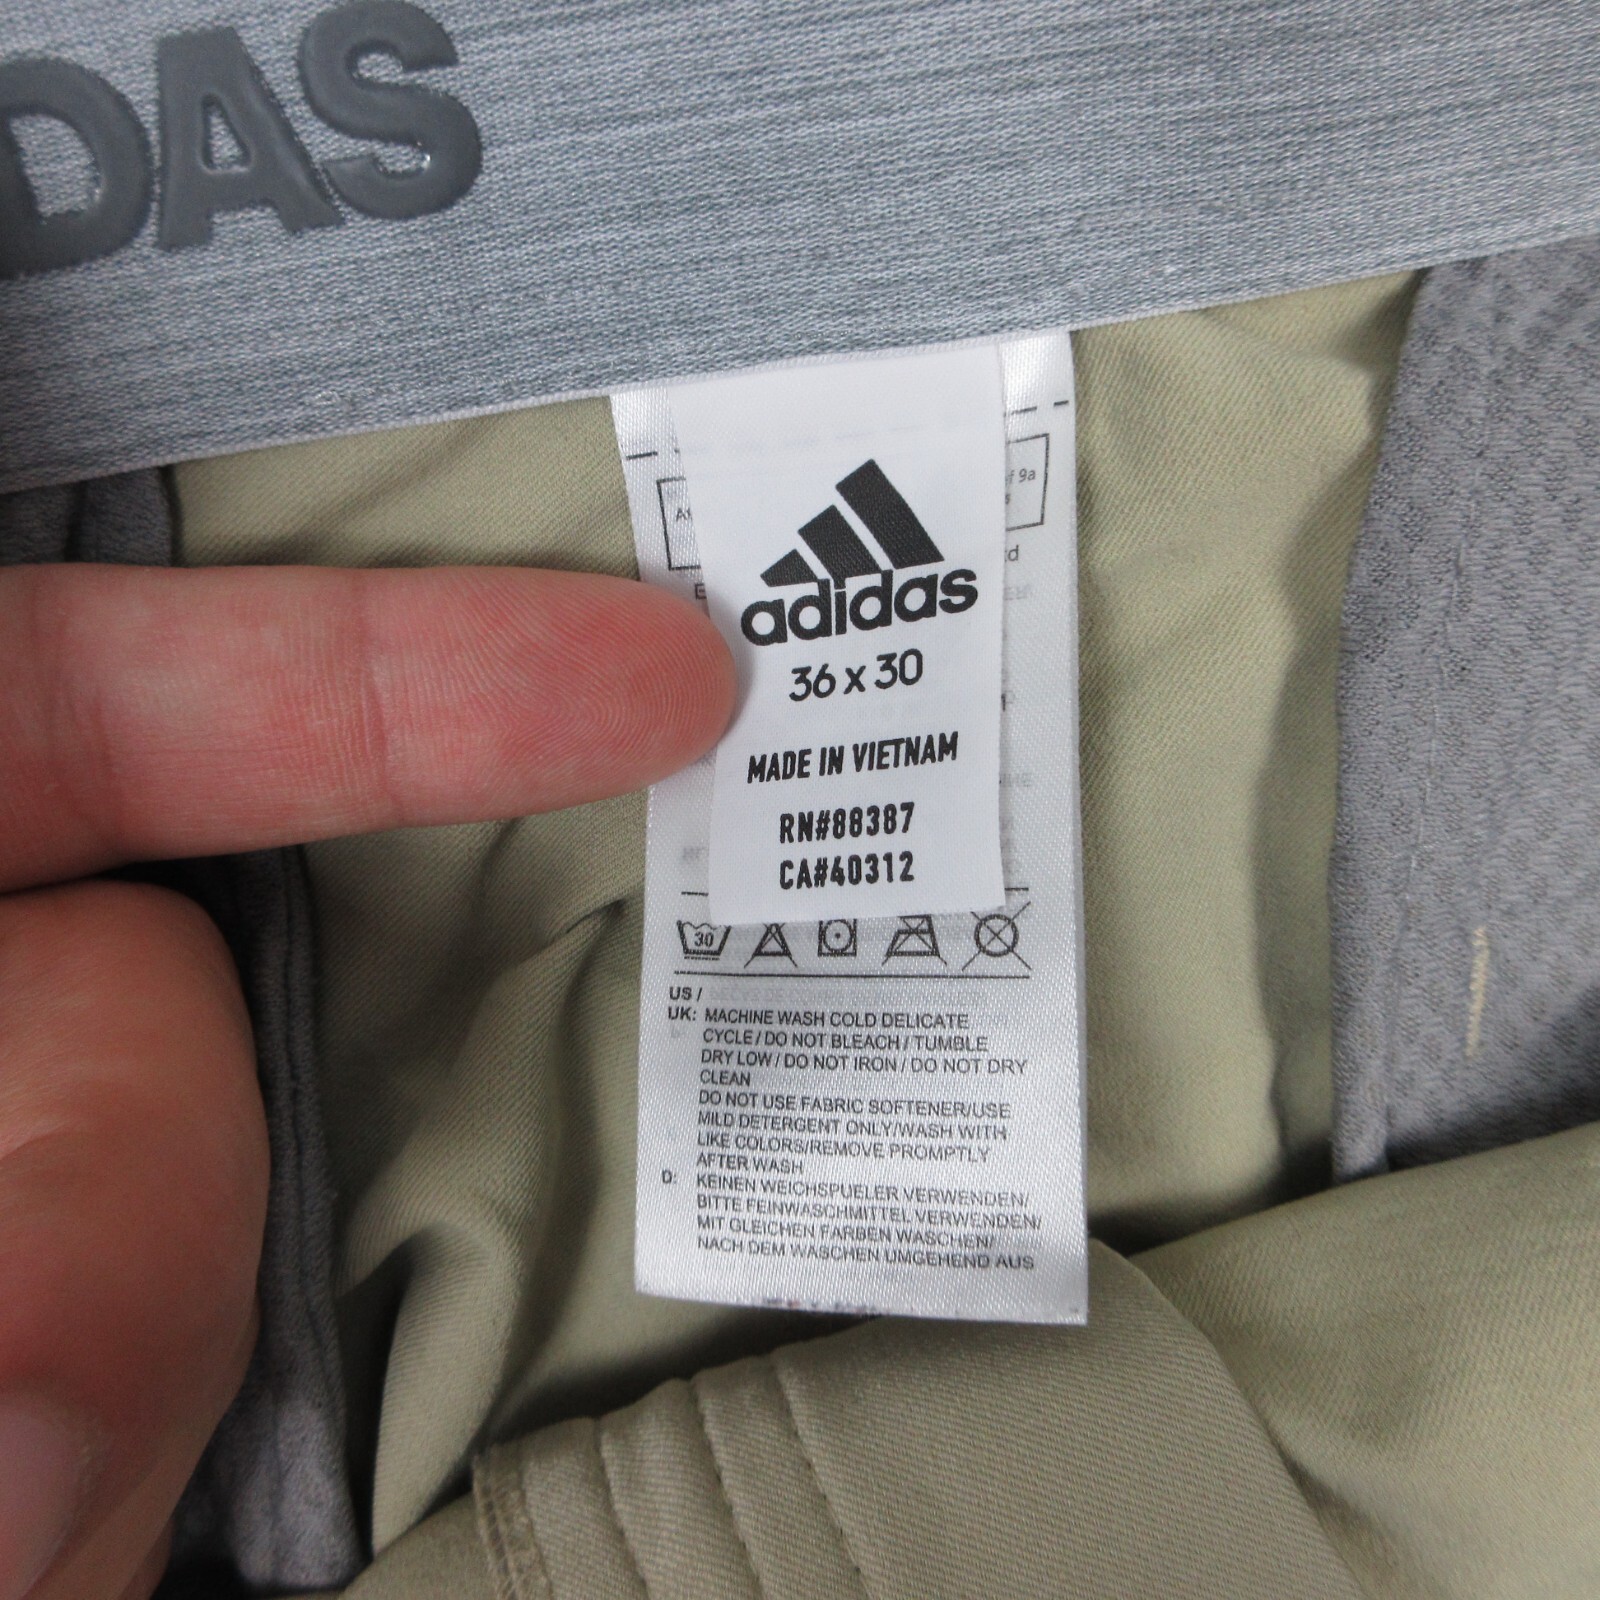 DAS
adidas
36 x 30
MADE IN VIETNAM
RN#88387
CA#40312
9a
30
US /
UK: MACHINE WASH COLD DELICATE
CYCLE / DO NOT BLEACH / TUMBLE
DRY LOW / DO NOT IRON / DO NOT DRY
CLEAN
DO NOT USE FABRIC SOFTENER/USE
MILD DETERGENT ONLY/WASH WITH
LIKE COLORS/REMOVE PROMPTLY
AFTER WASH
D: KEINEN WEICHSPUELER VERWENDEN/
BITTE FEINWASCHMITTEL VERWENDEN/
MIT GLEICHEN FARBEN WASCHEN/
NACH DEM WASCHEN UMGEHEND AUS